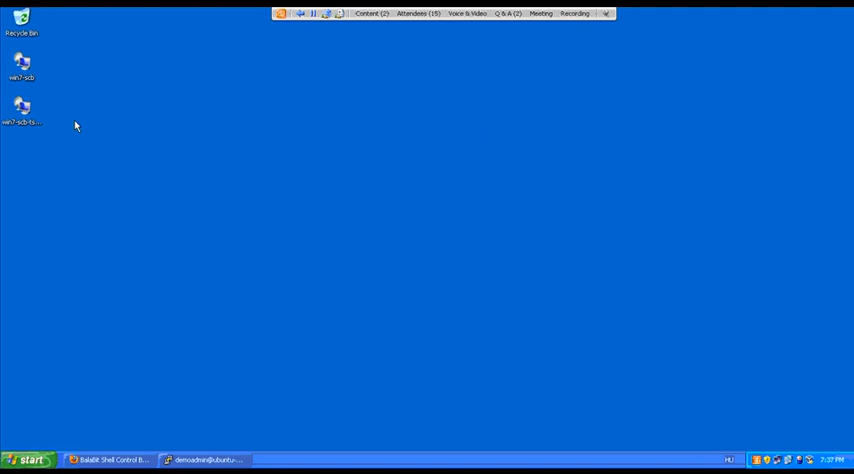 Content (2) Attendees (15) Voice & Video Q & A (2) Meeting Recording
Recycle Bin
win7-scb
win7-scb-ts...
start BalaBit Shell Control B... demoadmin@ubuntu-... HU 7:37 PM